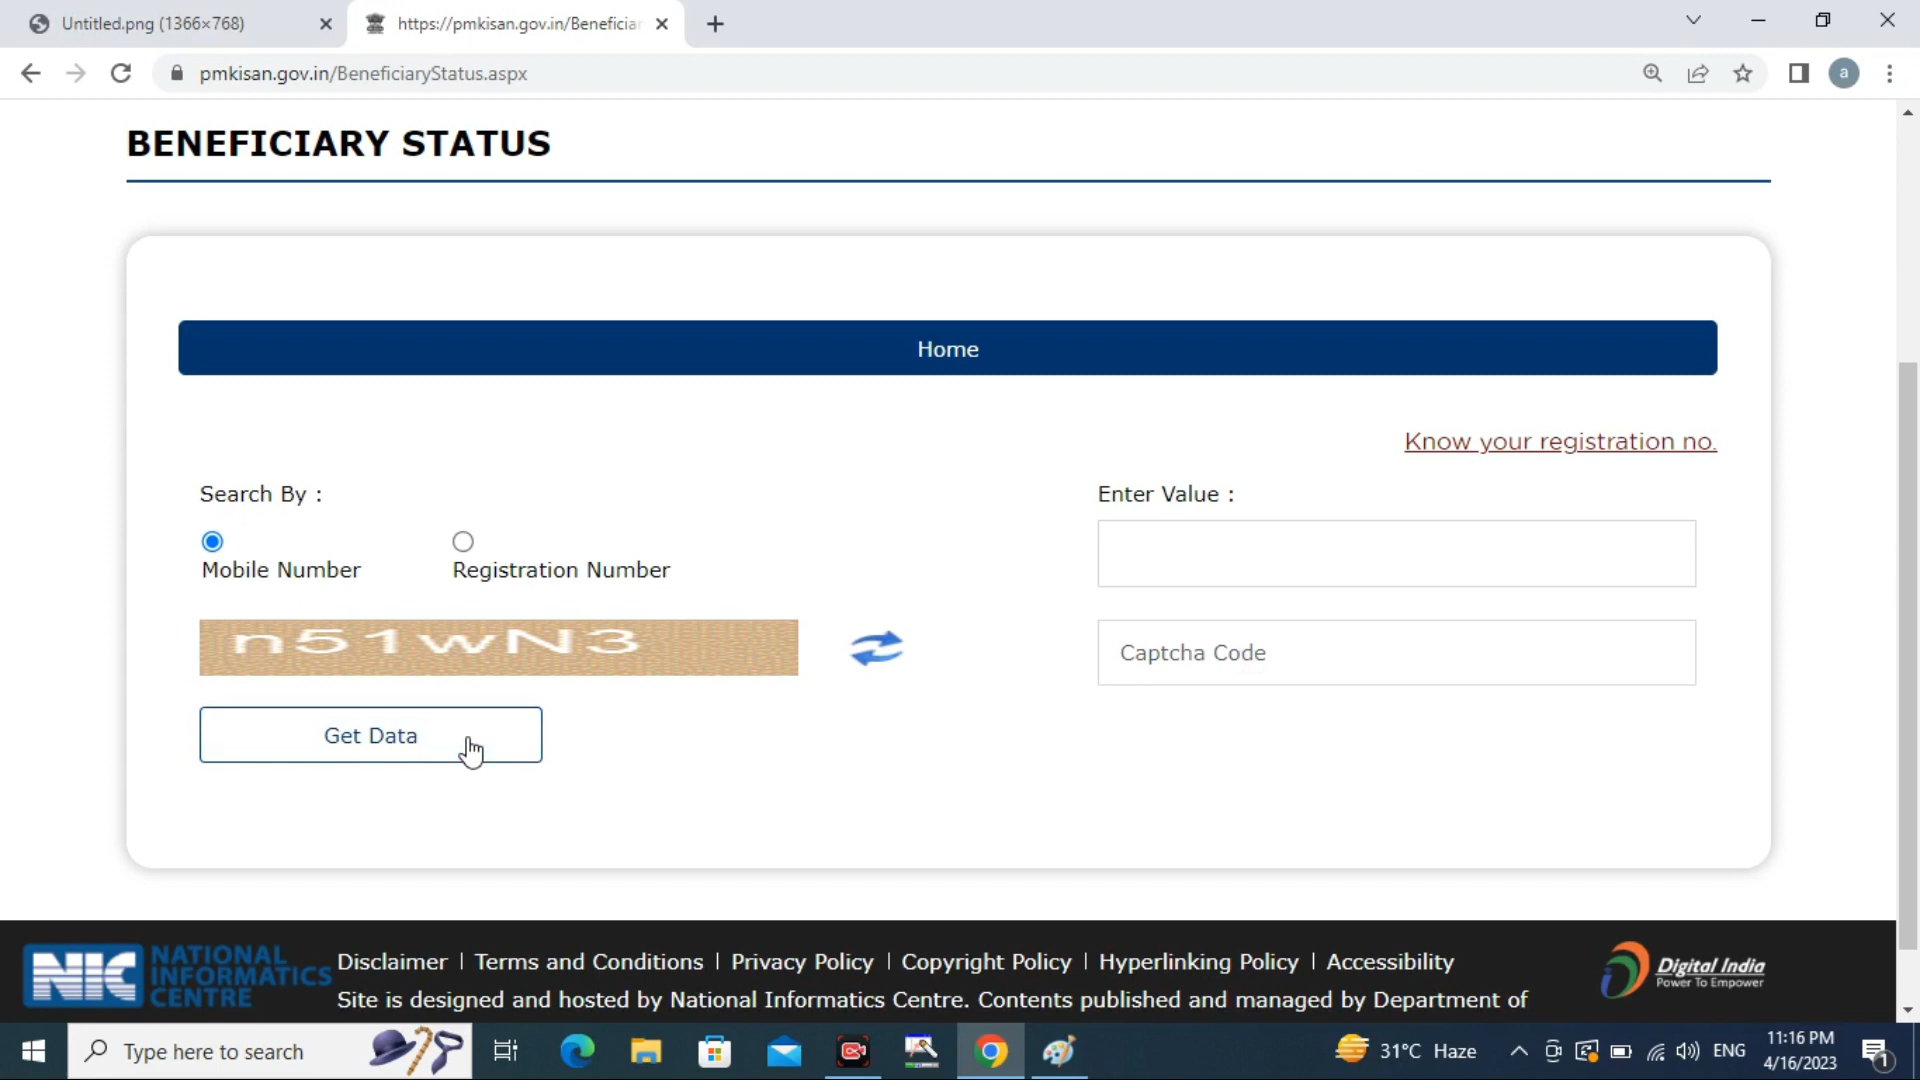 Untitled.png (1366×768)
https://pmkisan.gov.in/Beneficiar
pmkisan.gov.in/BeneficiaryStatus.aspx
a
BENEFICIARY STATUS
Home
Know your registration no.
Search By :
Enter Value :
Mobile Number
Registration Number
n51wN3
Captcha Code
Get Data
NIC NATIONAL INFORMATICS CENTRE
Disclaimer | Terms and Conditions | Privacy Policy | Copyright Policy | Hyperlinking Policy | Accessibility
Site is designed and hosted by National Informatics Centre. Contents published and managed by Department of
Digital India
Power To Empower
Type here to search
31°C Haze
ENG
11:16 PM
4/16/2023
1